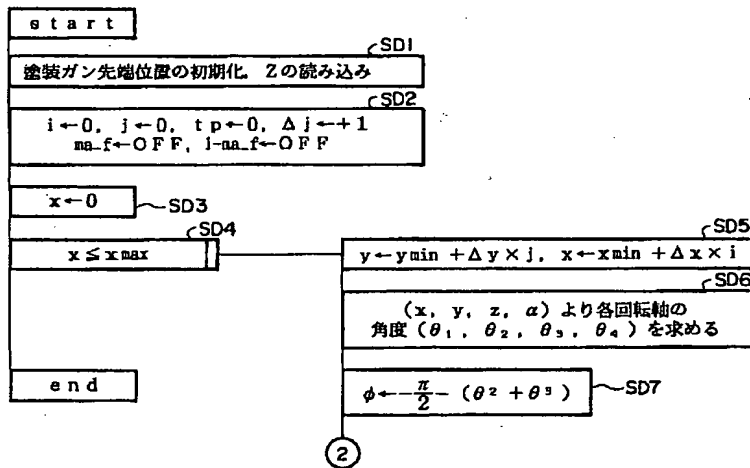 start
SD1
塗装ガン先端位置の初期化. Zの読み込み
SD2
i←0, j←0, tp←0, Δj←+1
ma_f←OFF, l-ma_f←OFF
x←0
SD3
SD4
x≤xmax
SD5
y←ymin+Δy×j, x←xmin+Δx×i
SD6
(x, y, z, α)より各回転軸の
角度(θ₁, θ₂, θ₃, θ₄)を求める
end
φ←-π/2-(θ²+θ³)
SD7
2